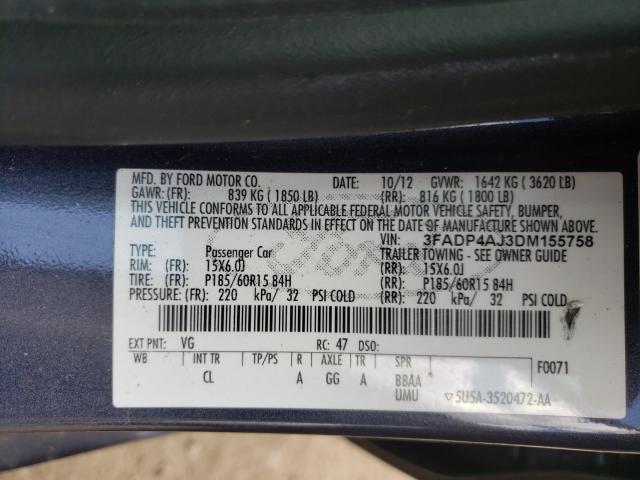 MFD. BY FORD MOTOR CO. DATE: 10/12 GVWR: 1642 KG ( 3620 LB)
GAWR: (FR): 839 KG ( 1850 LB) (RR): 816 KG ( 1800 LB)
THIS VEHICLE CONFORMS TO ALL APPLICABLE FEDERAL MOTOR VEHICLE SAFETY, BUMPER,
AND THEFT PREVENTION STANDARDS IN EFFECT ON THE DATE OF MANUFACTURE SHOWN ABOVE.
VIN: 3FADP4AJ3DM155758
TYPE: Passenger Car TRAILER TOWING - SEE OWNER GUIDE
RIM: (FR): 15X6.0J (RR): 15X6.0J
TIRE: (FR): P185/60R15 84H (RR): P185/60R15 84H
PRESSURE: (FR): 220 kPa/ 32 PSI COLD (RR): 220 kPa/ 32 PSI COLD
EXT PNT: VG RC: 47 DSO: F0071
WB INT TR TP/PS R AXLE TR SPR
CL A GG A BBAA
UMU ▽5U5A-3520472-AA
Ford